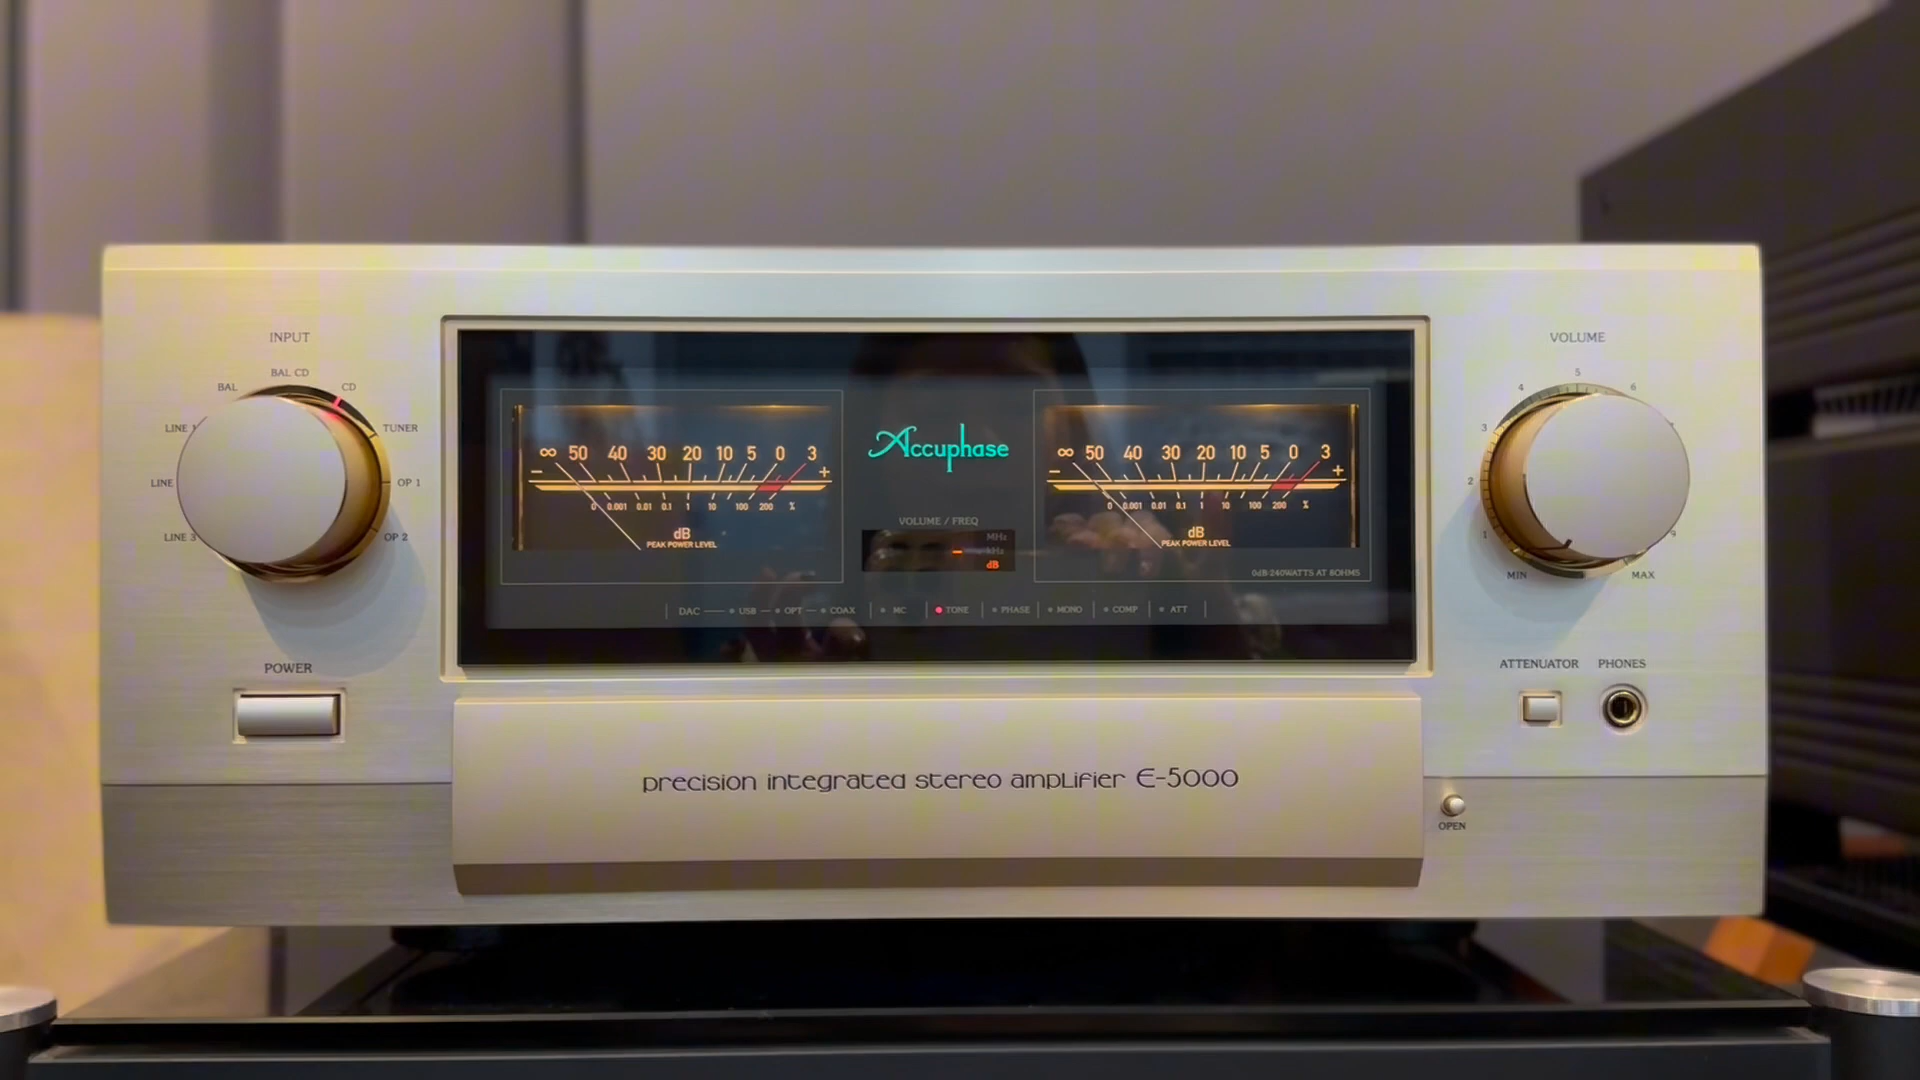 INPUT
BAL
BAL CD
CD
LINE
TUNER
LINE
OP 1
LINE 3
OP 2
POWER
∞ 50 40 30 20 10 5 0 3
− +
0 0.001 0.01 0.1 1 10 100 200 %
dB
PEAK POWER LEVEL
Accuphase
VOLUME / FREQ
MHz
kHz
dB
∞ 50 40 30 20 10 5 0 3
− +
0 0.001 0.01 0.1 1 10 100 200 %
dB
PEAK POWER LEVEL
0dB:240WATTS AT 8OHMS
DAC USB OPT COAX MC TONE PHASE MONO COMP ATT
VOLUME
1 2 3 4 5 6 9
MIN MAX
ATTENUATOR PHONES
precision integrated stereo amplifier E-5000
OPEN